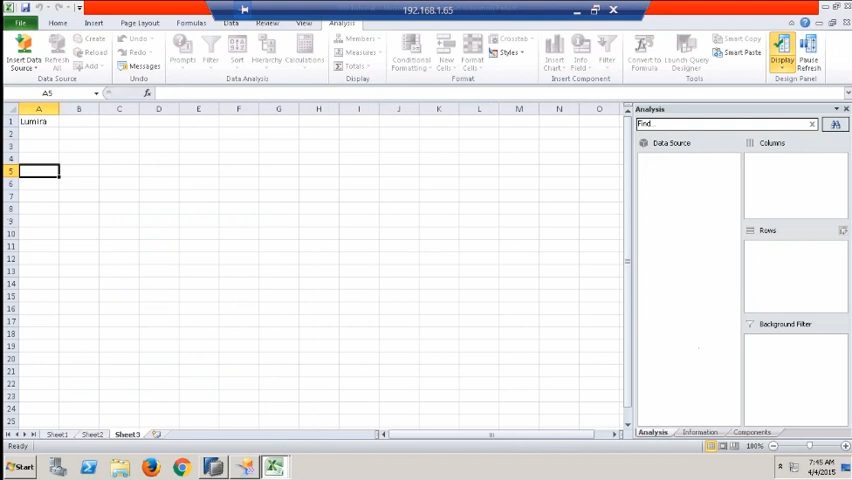 192.168.1.65
File Home Insert Page Layout Formulas Data Review View Analysis
Insert Data Source Refresh All Create Reload Add Undo Redo Messages Prompts Filter Sort Hierarchy Calculations Members Measures Totals Conditional Formatting New Cells Crosstab Format Styles Insert Chart Info Field Filter Convert to Formula Launch Query Designer Smart Copy Smart Paste Display Pause Refresh
Data Source Undo Data Analysis Display Format Insert Component Tools Design Panel
A5 fx
A B C D E F G H I J K L M N O
1 Lumira
2
3
4
5
6
7
8
9
10
11
12
13
14
15
16
17
18
19
20
21
22
23
24
25
Analysis
Find...
Data Source Columns
Rows
Background Filter
Analysis Information Components
Sheet1 Sheet2 Sheet3
Ready 100%
Start
7:45 AM
4/4/2015